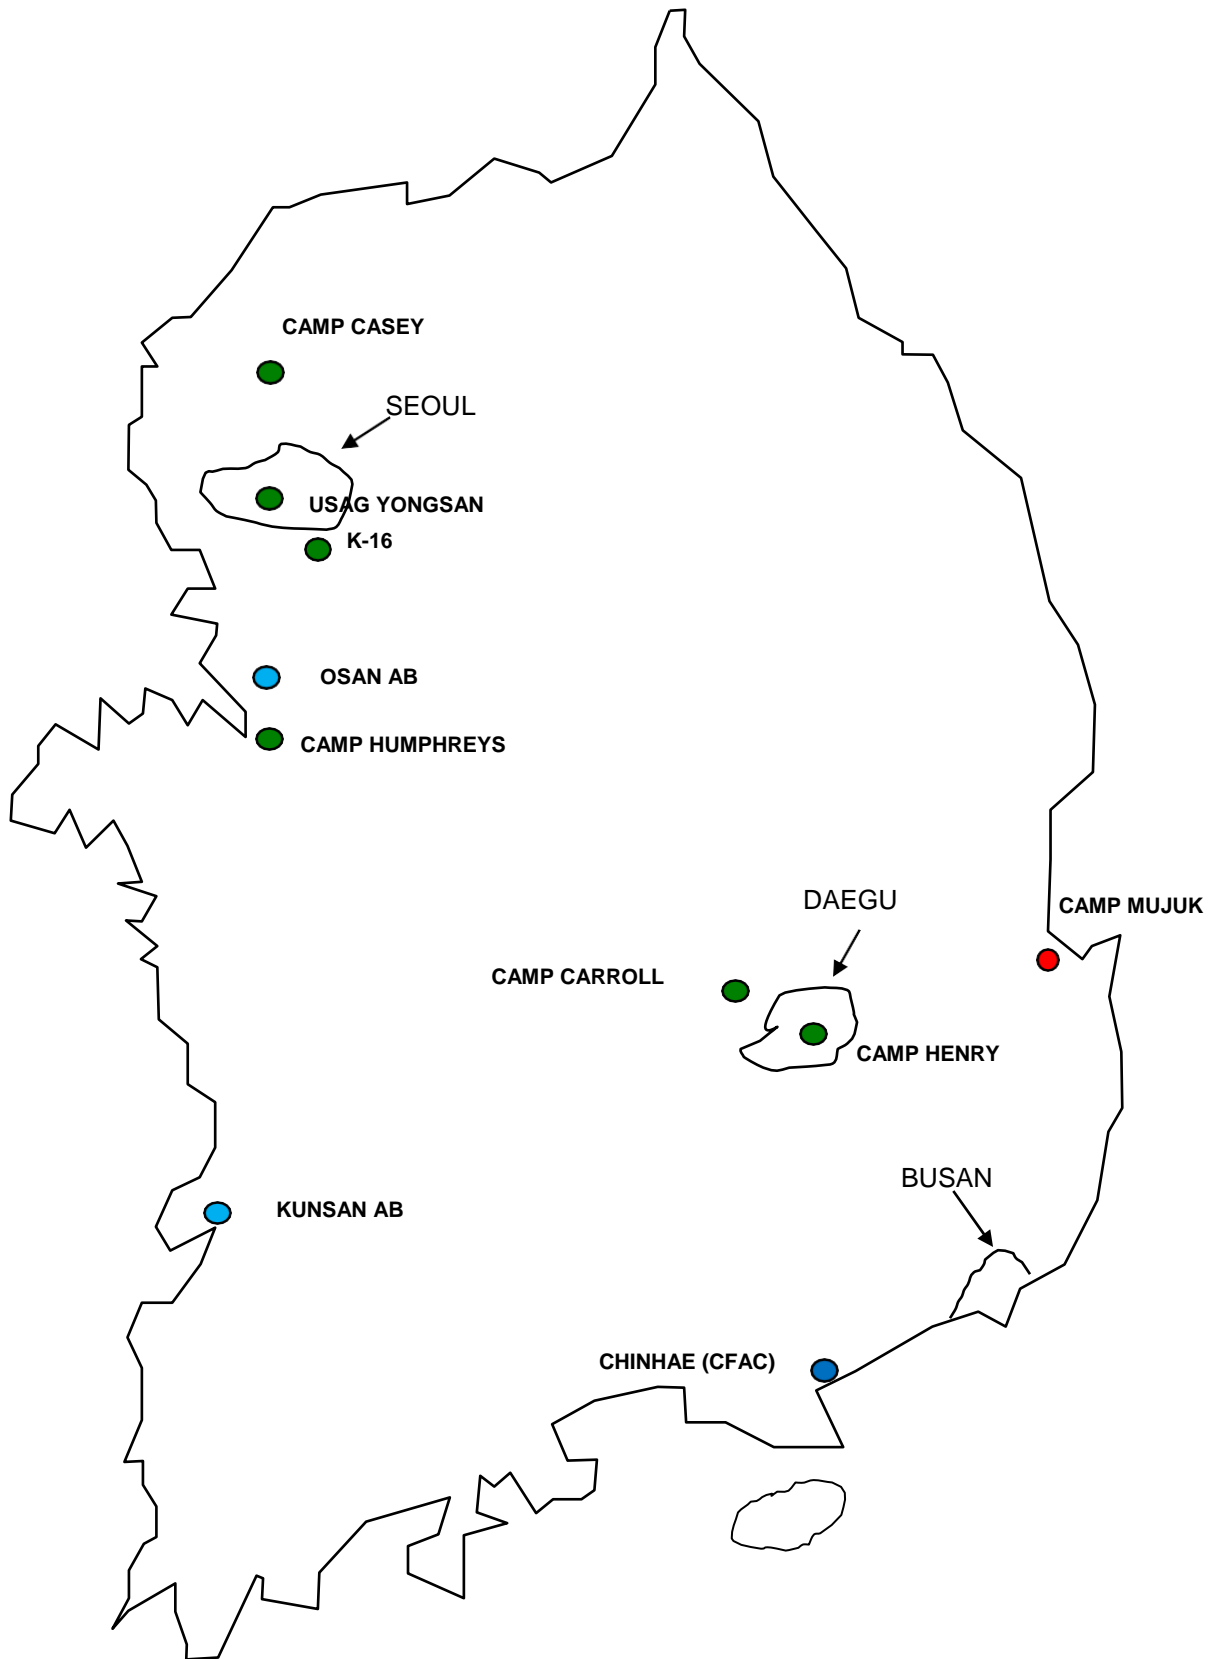 CAMP CASEY
SEOUL
USAG YONGSAN
K-16
OSAN AB
CAMP HUMPHREYS
DAEGU
CAMP MUJUK
CAMP CARROLL
CAMP HENRY
BUSAN
KUNSAN AB
CHINHAE (CFAC)